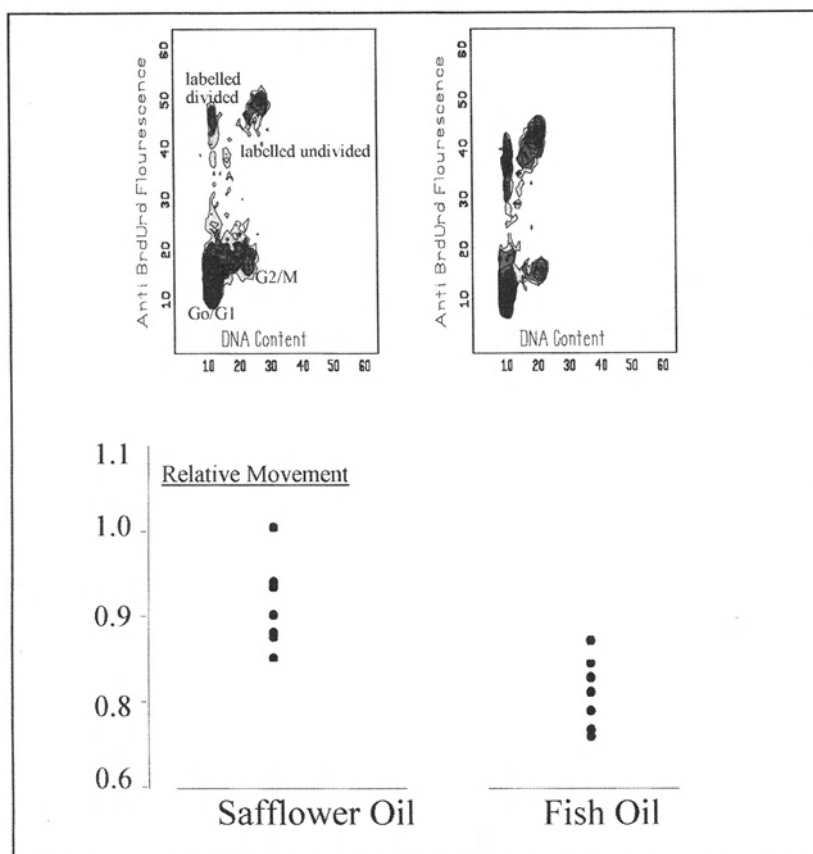 Anti BrdUrd Flourescence
60
50
40
30
20
10
labelled
divided
labelled undivided
A
G2/M
Go/G1
DNA Content
10 20 30 40 50 60
Anti BrdUrd Flourescence
60
50
40
30
20
10
DNA Content
10 20 30 40 50 60
Relative Movement
1.1
1.0
0.9
0.8
0.6
Safflower Oil
Fish Oil